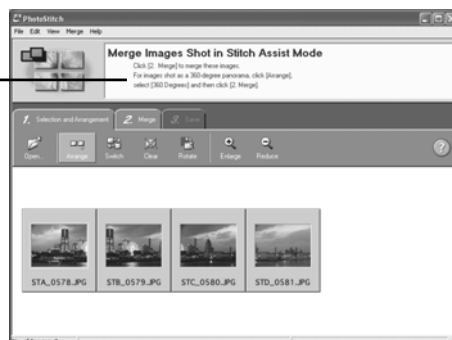 PhotoStitch
File Edit View Merge Help
Merge Images Shot in Stitch Assist Mode
Click [2. Merge] to merge these images.
For images shot as a 360-degree panorama, click [Arrange],
select [360 Degrees] and then click [2. Merge].
1. Selection and Arrangement 2. Merge 3. Save
Open... Arrange Switch Clear Rotate Enlarge Reduce
?
STA_0578.JPG STB_0579.JPG STC_0580.JPG STD_0581.JPG